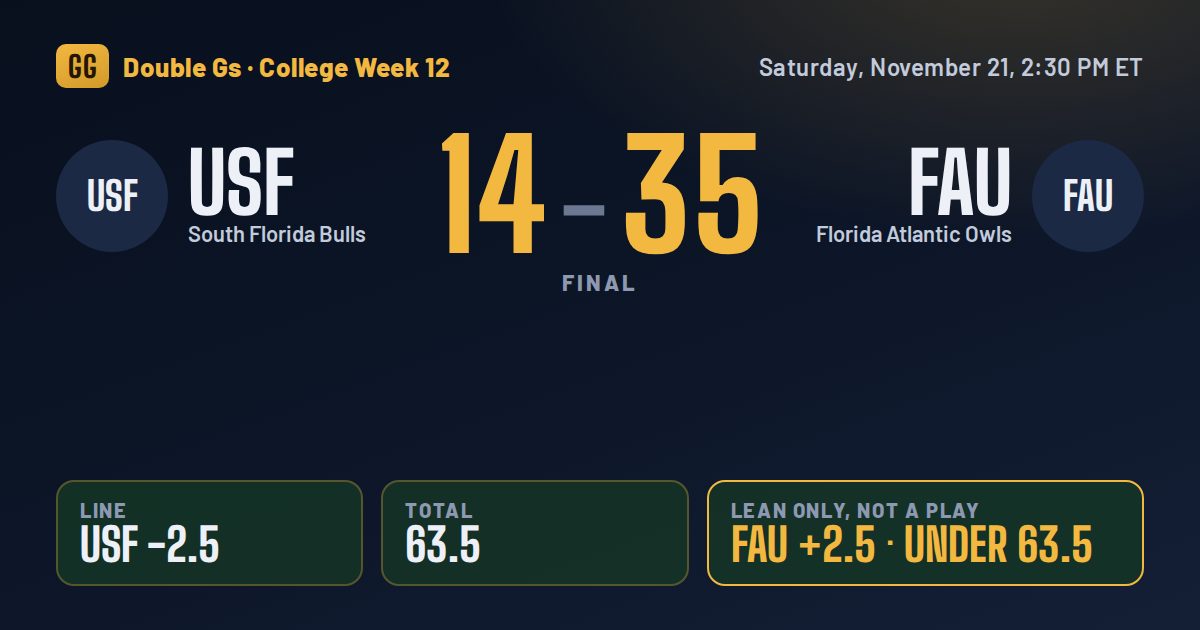 GG Double Gs · College Week 12
Saturday, November 21, 2:30 PM ET
USF
USF
South Florida Bulls
14 – 35
FINAL
FAU
Florida Atlantic Owls
FAU
LINE
USF −2.5
TOTAL
63.5
LEAN ONLY, NOT A PLAY
FAU +2.5 · UNDER 63.5